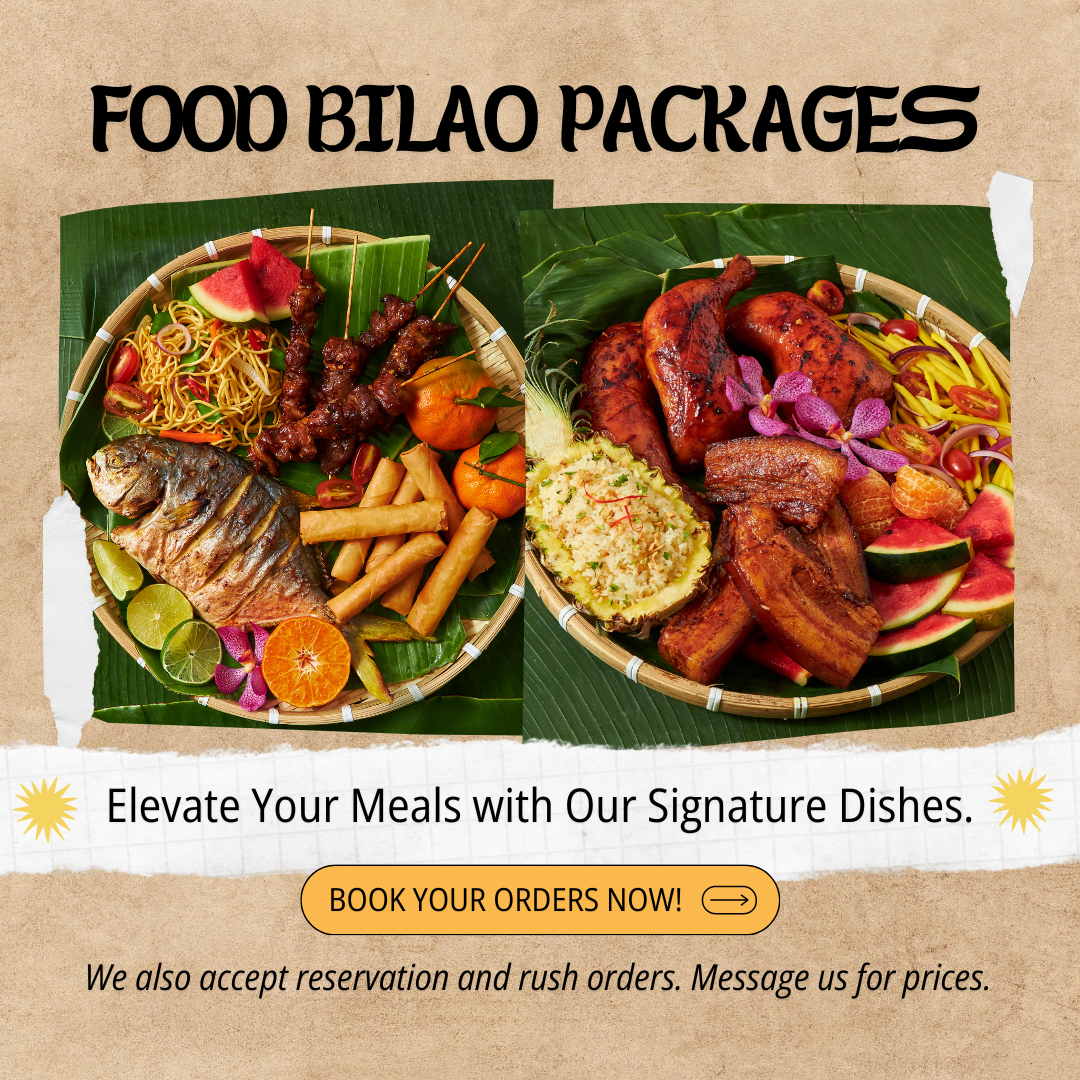 FOOD BILAO PACKAGES
Elevate Your Meals with Our Signature Dishes.
BOOK YOUR ORDERS NOW!
We also accept reservation and rush orders. Message us for prices.